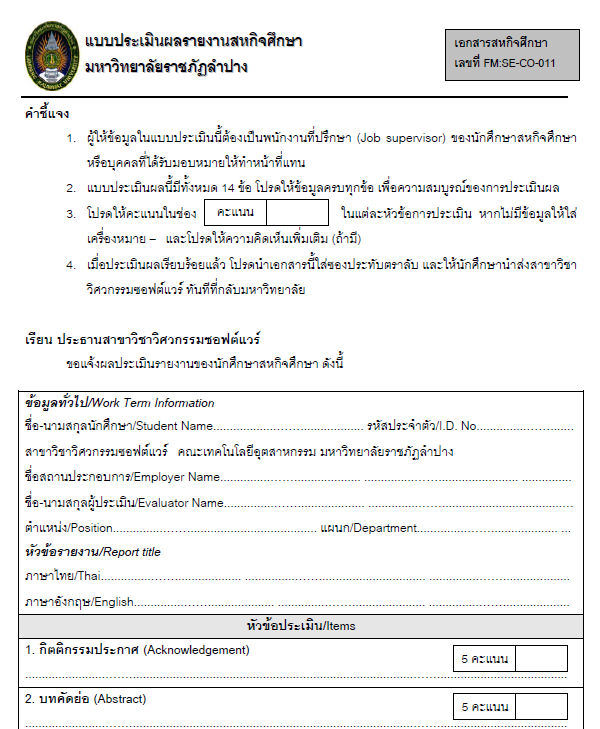 แบบประเมินผลรายงานสหกิจศึกษา
มหาวิทยาลัยราชภัฏลำปาง
เอกสารสหกิจศึกษา
เลขที่ FM:SE-CO-011
คำชี้แจง
1. ผู้ให้ข้อมูลในแบบประเมินนี้ต้องเป็นพนักงานที่ปรึกษา (Job supervisor) ของนักศึกษาสหกิจศึกษา
หรือบุคคลที่ได้รับมอบหมายให้ทำหน้าที่แทน
2. แบบประเมินผลนี้มีทั้งหมด 14 ข้อ โปรดให้ข้อมูลครบทุกข้อ เพื่อความสมบูรณ์ของการประเมินผล
3. โปรดให้คะแนนในช่อง คะแนน ในแต่ละหัวข้อการประเมิน หากไม่มีข้อมูลให้ใส่
เครื่องหมาย – และโปรดให้ความคิดเห็นเพิ่มเติม (ถ้ามี)
4. เมื่อประเมินผลเรียบร้อยแล้ว โปรดนำเอกสารนี้ใส่ซองประทับตราลับ และให้นักศึกษานำส่งสาขาวิชา
วิศวกรรมซอฟต์แวร์ ทันทีที่กลับมหาวิทยาลัย
เรียน ประธานสาขาวิชาวิศวกรรมซอฟต์แวร์
ขอแจ้งผลประเมินรายงานของนักศึกษาสหกิจศึกษา ดังนี้
ข้อมูลทั่วไป/Work Term Information
ชื่อ-นามสกุลนักศึกษา/Student Name.......................................... รหัสประจำตัว/I.D. No..........................
สาขาวิชาวิศวกรรมซอฟต์แวร์ คณะเทคโนโลยีอุตสาหกรรม มหาวิทยาลัยราชภัฏลำปาง
ชื่อสถานประกอบการ/Employer Name..........................................................................................
ชื่อ-นามสกุลผู้ประเมิน/Evaluator Name..........................................................................................
ตำแหน่ง/Position.......................................................... แผนก/Department..........................................
หัวข้อรายงาน/Report title
ภาษาไทย/Thai....................................................................................................................
ภาษาอังกฤษ/English..............................................................................................................
หัวข้อประเมิน/Items
1. กิตติกรรมประกาศ (Acknowledgement)
5 คะแนน
..............................................................................................................................
2. บทคัดย่อ (Abstract)
5 คะแนน
..............................................................................................................................